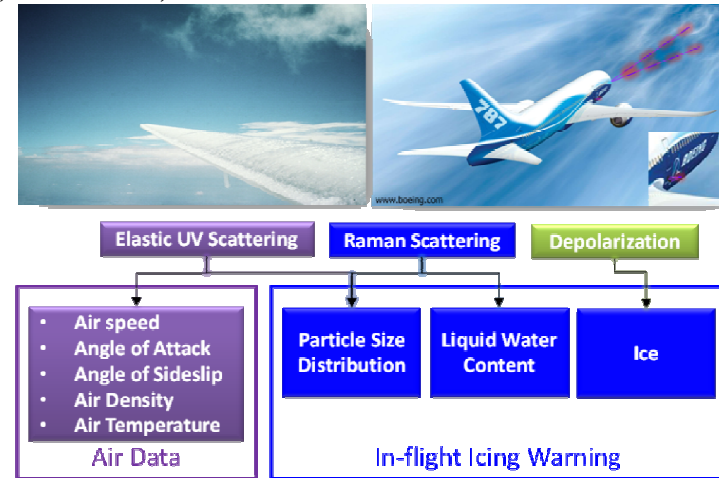 787
BOEING
www.boeing.com
Elastic UV Scattering
Raman Scattering
Depolarization
• Air speed
• Angle of Attack
• Angle of Sideslip
• Air Density
• Air Temperature
Particle Size
Distribution
Liquid Water
Content
Ice
Air Data
In-flight Icing Warning